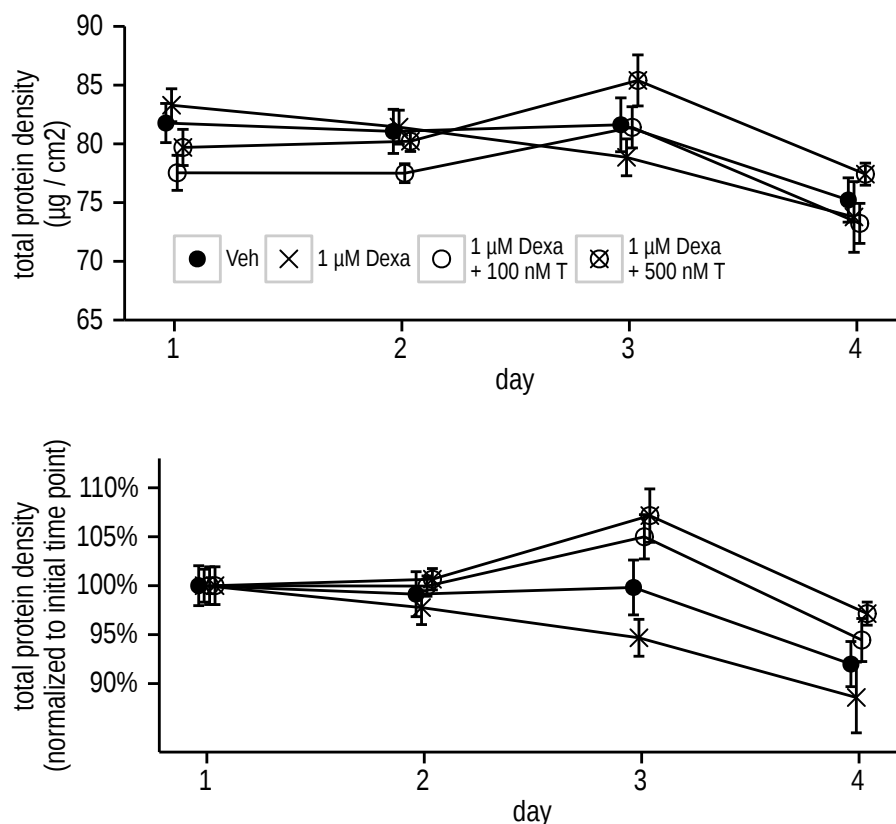 total protein density
(µg / cm2)
90
85
80
75
70
65
Veh
1 µM Dexa
1 µM Dexa
+ 100 nM T
1 µM Dexa
+ 500 nM T
1 2 3 4
day
total protein density
(normalized to initial time point)
110%
105%
100%
95%
90%
1 2 3 4
day